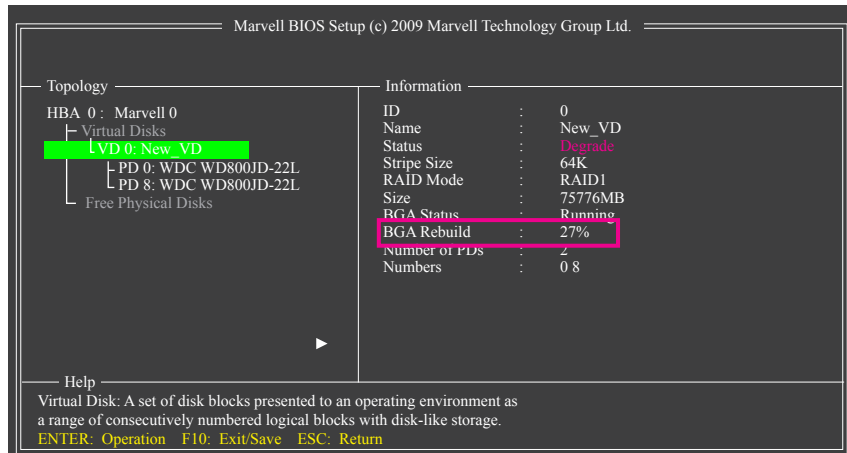 Marvell BIOS Setup (c) 2009 Marvell Technology Group Ltd.
Topology
HBA 0 : Marvell 0
Virtual Disks
VD 0: New_VD
PD 0: WDC WD800JD-22L
PD 8: WDC WD800JD-22L
Free Physical Disks
Information
ID : 0
Name : New_VD
Status : Degrade
Stripe Size : 64K
RAID Mode : RAID1
Size : 75776MB
BGA Status : Running
BGA Rebuild : 27%
Number of PDs : 2
Numbers : 0 8
Help
Virtual Disk: A set of disk blocks presented to an operating environment as
a range of consecutively numbered logical blocks with disk-like storage.
ENTER: Operation F10: Exit/Save ESC: Return